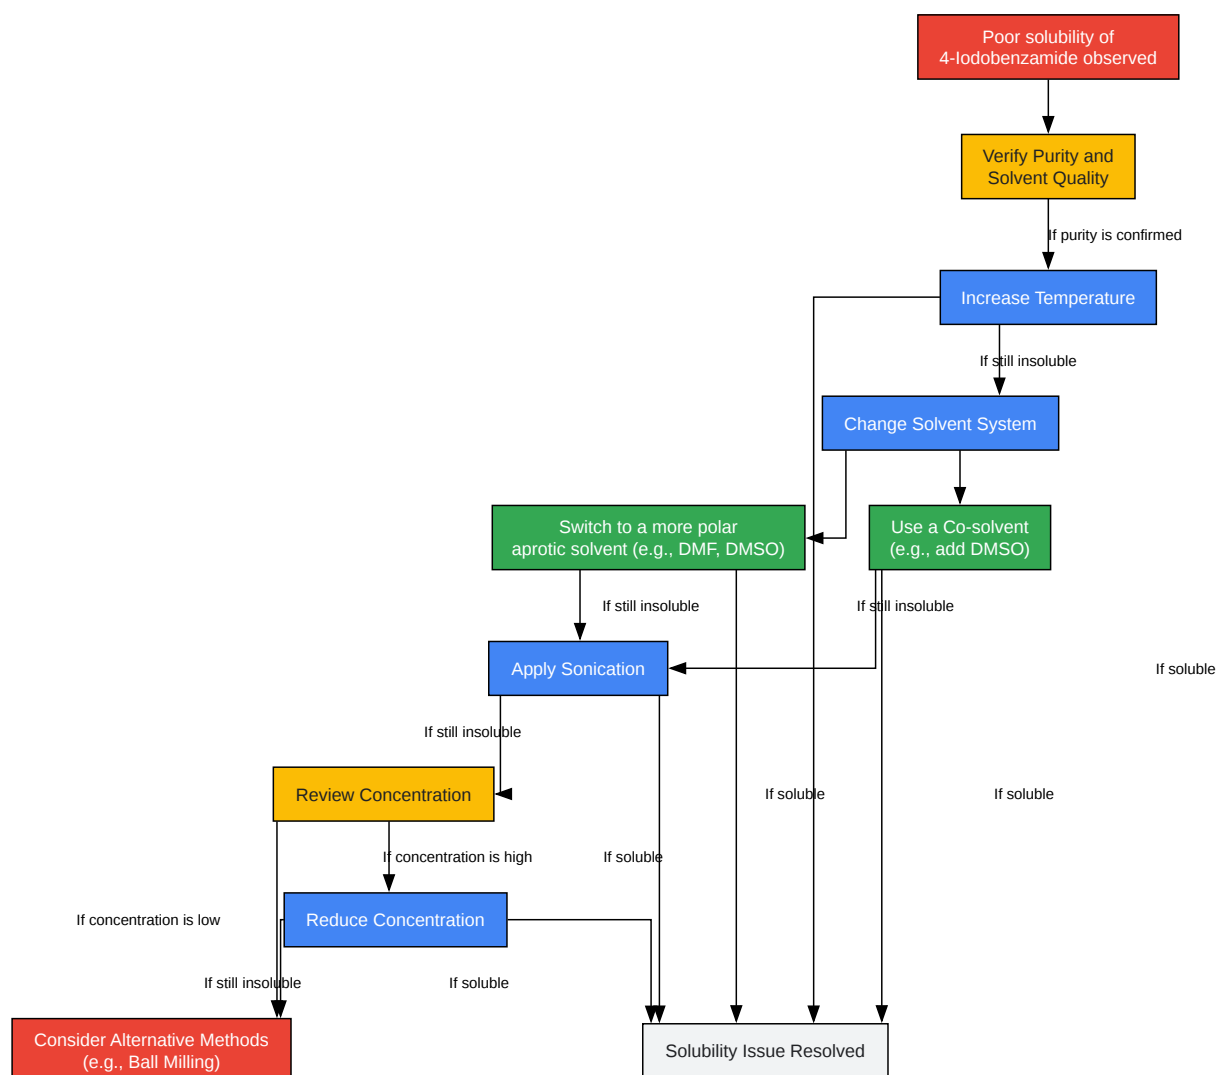 Poor solubility of
4-Iodobenzamide observed
Verify Purity and
Solvent Quality
If purity is confirmed
Increase Temperature
If still insoluble
Change Solvent System
Switch to a more polar
aprotic solvent (e.g., DMF, DMSO)
Use a Co-solvent
(e.g., add DMSO)
If still insoluble
If still insoluble
Apply Sonication
If soluble
If still insoluble
Review Concentration
If soluble
If soluble
If concentration is high
If soluble
If concentration is low
Reduce Concentration
If still insoluble
If soluble
Consider Alternative Methods
(e.g., Ball Milling)
Solubility Issue Resolved